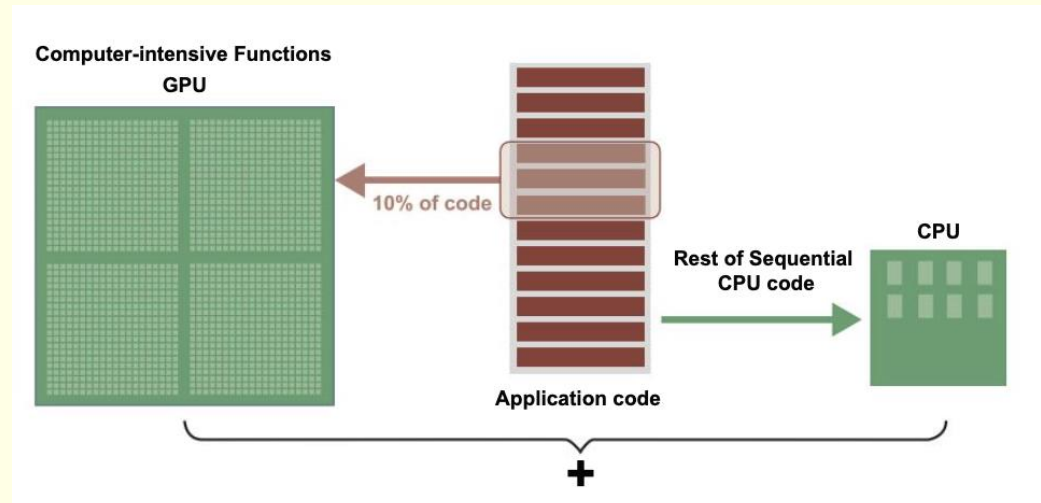 Computer-intensive Functions
GPU
10% of code
Application code
Rest of Sequential
CPU code
CPU
+